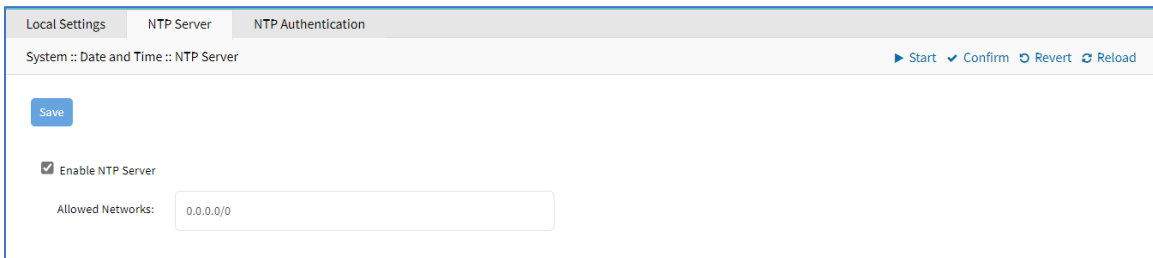 Local Settings NTP Server NTP Authentication
System :: Date and Time :: NTP Server Start Confirm Revert Reload
Save
Enable NTP Server
Allowed Networks: 0.0.0.0/0